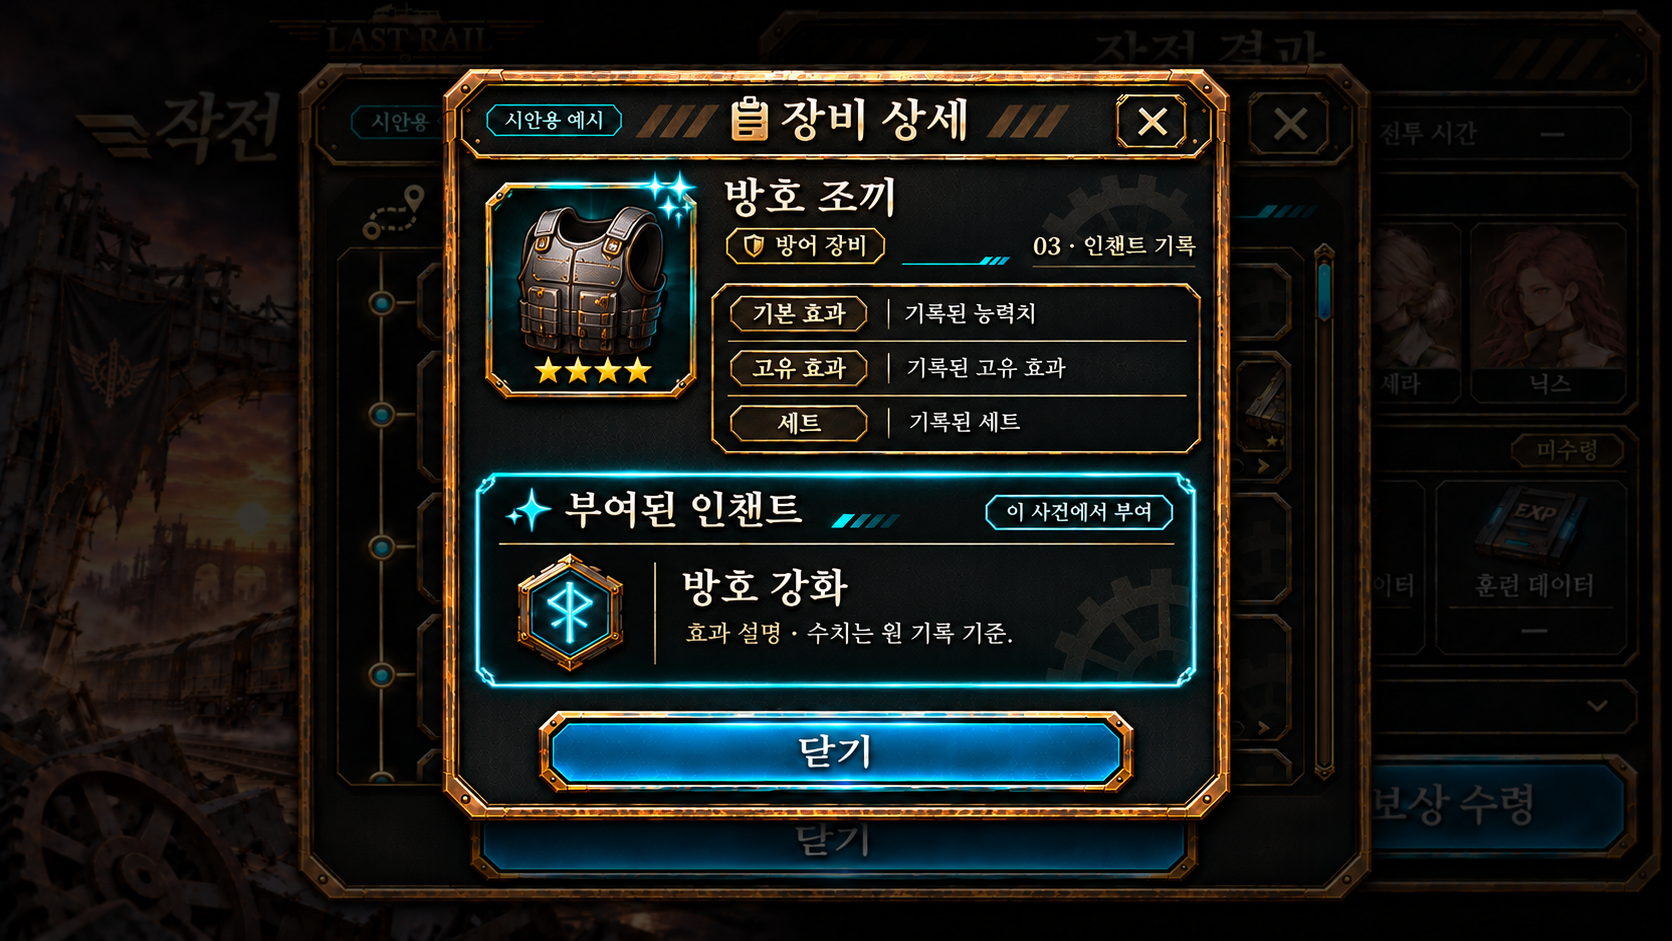 LAST RAIL
작전 결과
작전
시안용
전투 시간 —
시안용 예시
장비 상세
방호 조끼
방어 장비
03 · 인챈트 기록
기본 효과 기록된 능력치
고유 효과 기록된 고유 효과
세트 기록된 세트
세라
닉스
미수령
부여된 인챈트
이 사건에서 부여
EXP
방호 강화
효과 설명 · 수치는 원 기록 기준.
이터
훈련 데이터
—
닫기
보상 수령
닫기